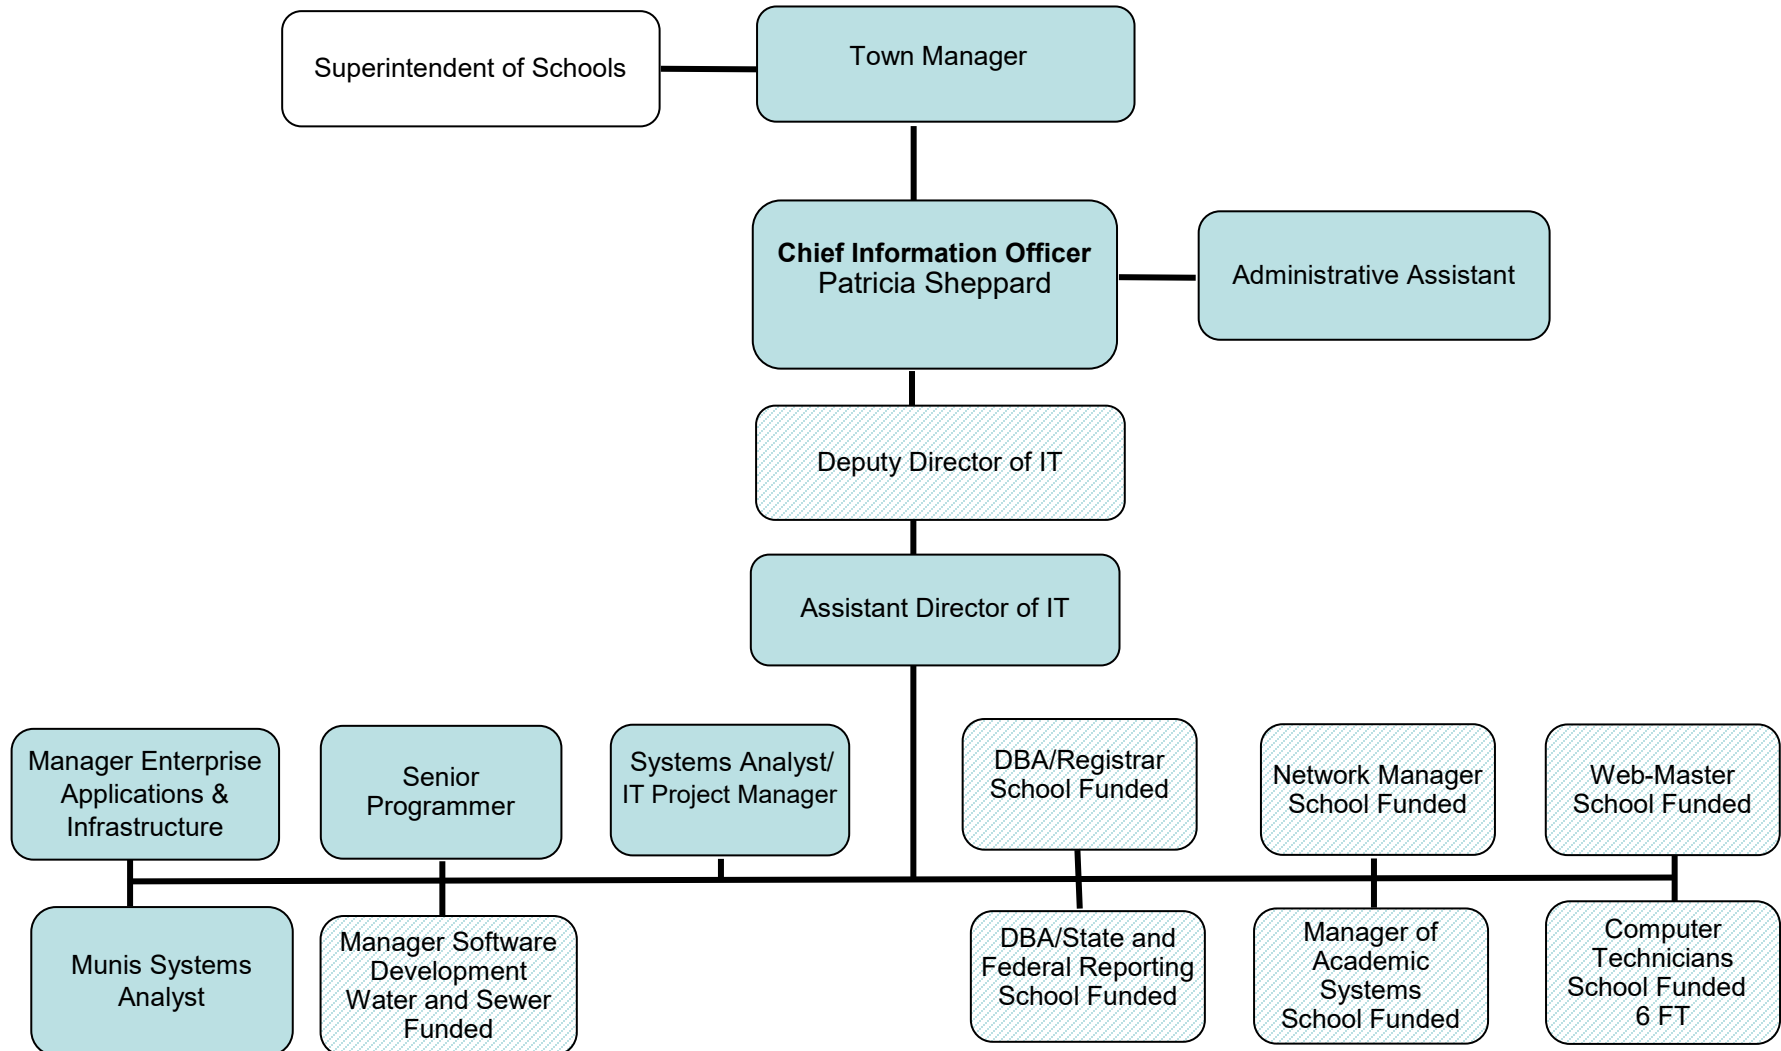 Superintendent of Schools
Town Manager
Chief Information Officer
Patricia Sheppard
Administrative Assistant
Deputy Director of IT
Assistant Director of IT
Manager Enterprise
Applications &
Infrastructure
Senior
Programmer
Systems Analyst/
IT Project Manager
DBA/Registrar
School Funded
Network Manager
School Funded
Web-Master
School Funded
Munis Systems
Analyst
Manager Software
Development
Water and Sewer
Funded
DBA/State and
Federal Reporting
School Funded
Manager of
Academic
Systems
School Funded
Computer
Technicians
School Funded
6 FT